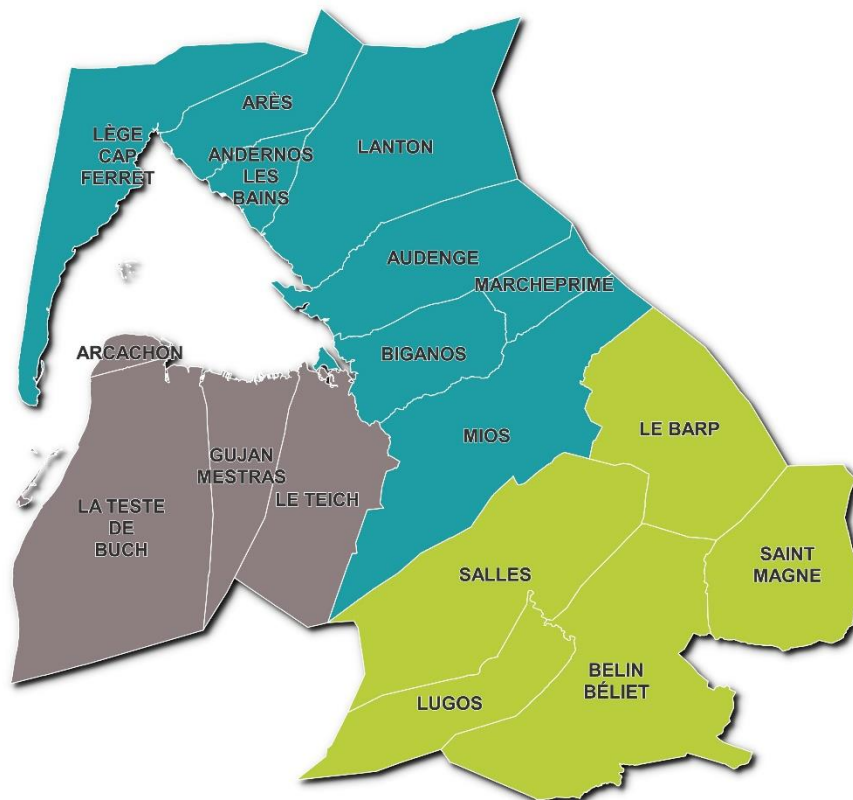 ARÈS
LÈGE
CAP
FERRET
ANDERNOS
LES
BAINS
LANTON
AUDENGE
MARCHEPRIMÉ
ARCACHON
BIGANOS
MIOS
LE BARP
GUJAN
MESTRAS
LE TEICH
LA TESTE
DE
BUCH
SALLES
SAINT
MAGNE
BELIN
BÉLIET
LUGOS